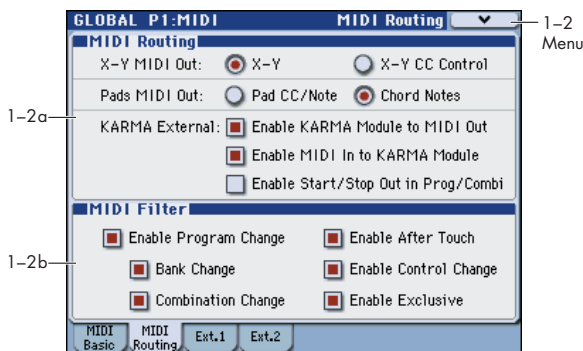 GLOBAL P1:MIDI MIDI Routing
1–2
Menu
MIDI Routing
X-Y MIDI Out: X-Y X-Y CC Control
Pads MIDI Out: Pad CC/Note Chord Notes
1–2a
KARMA External: Enable KARMA Module to MIDI Out
Enable MIDI In to KARMA Module
Enable Start/Stop Out in Prog/Combi
MIDI Filter
Enable Program Change Enable After Touch
1–2b
Bank Change Enable Control Change
Combination Change Enable Exclusive
MIDI Basic MIDI Routing Ext.1 Ext.2